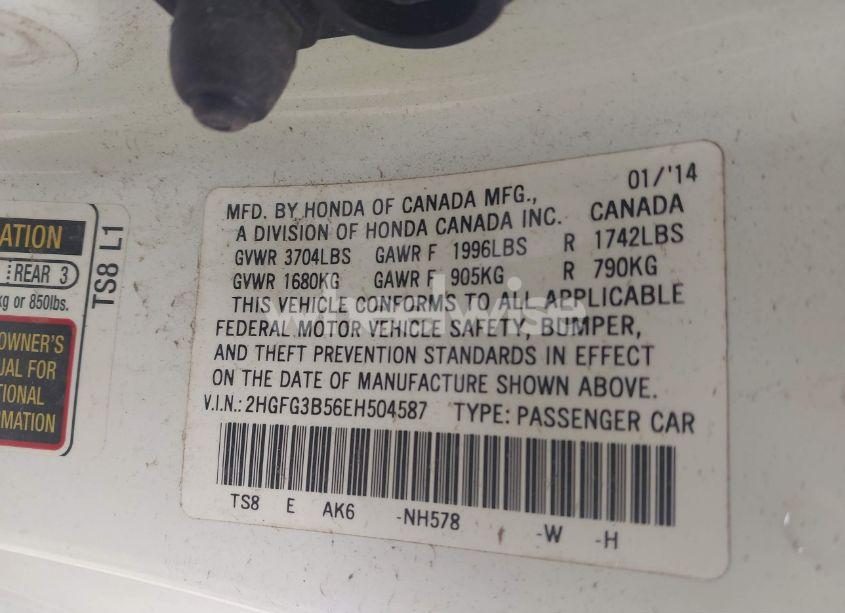 01/'14
MFD. BY HONDA OF CANADA MFG., CANADA
A DIVISION OF HONDA CANADA INC.
GVWR 3704LBS GAWR F 1996LBS R 1742LBS
GVWR 1680KG GAWR F 905KG R 790KG
THIS VEHICLE CONFORMS TO ALL APPLICABLE
FEDERAL MOTOR VEHICLE SAFETY, BUMPER,
AND THEFT PREVENTION STANDARDS IN EFFECT
ON THE DATE OF MANUFACTURE SHOWN ABOVE.
V.I.N.: 2HGFG3B56EH504587 TYPE: PASSENGER CAR
TS8 E AK6 -NH578 -W -H
TS8 L1
ATION
REAR 3
kg or 850lbs.
OWNER'S
UAL FOR
TIONAL
RMATION